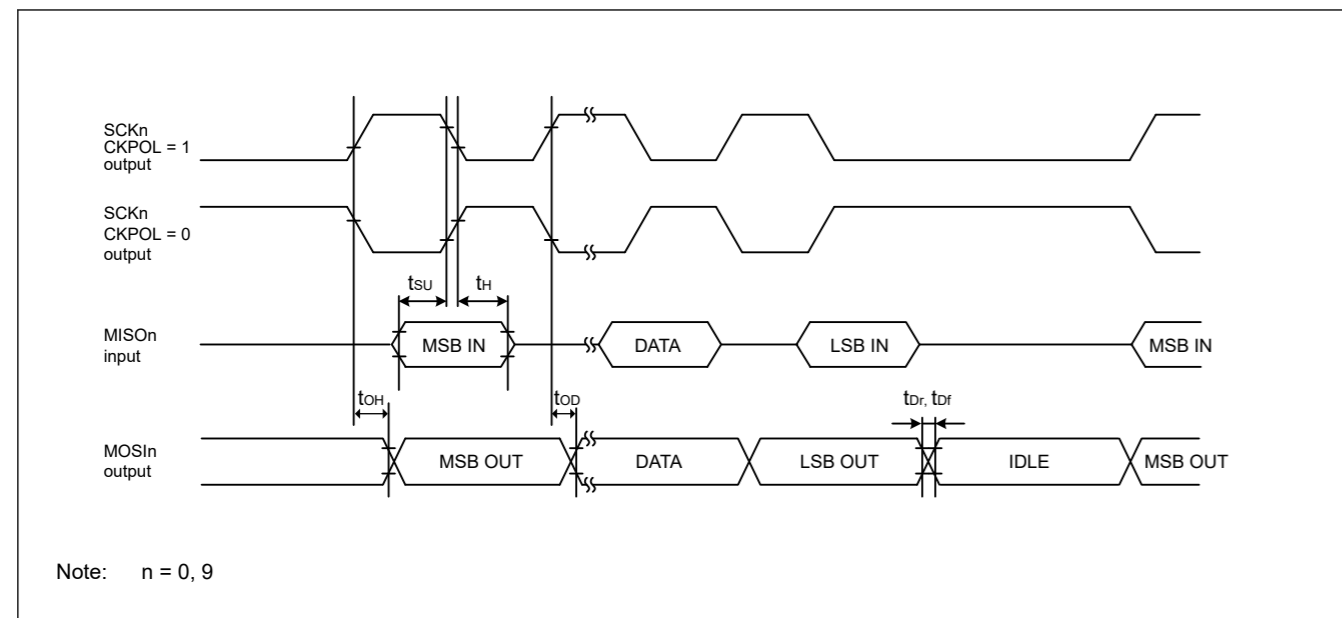 SCKn
CKPOL = 1
output
SCKn
CKPOL = 0
output
tSU
tH
MISOn
input
MSB IN
DATA
LSB IN
MSB IN
tOH
tOD
tDr, tDf
MOSIn
output
MSB OUT
DATA
LSB OUT
IDLE
MSB OUT
Note: n = 0, 9